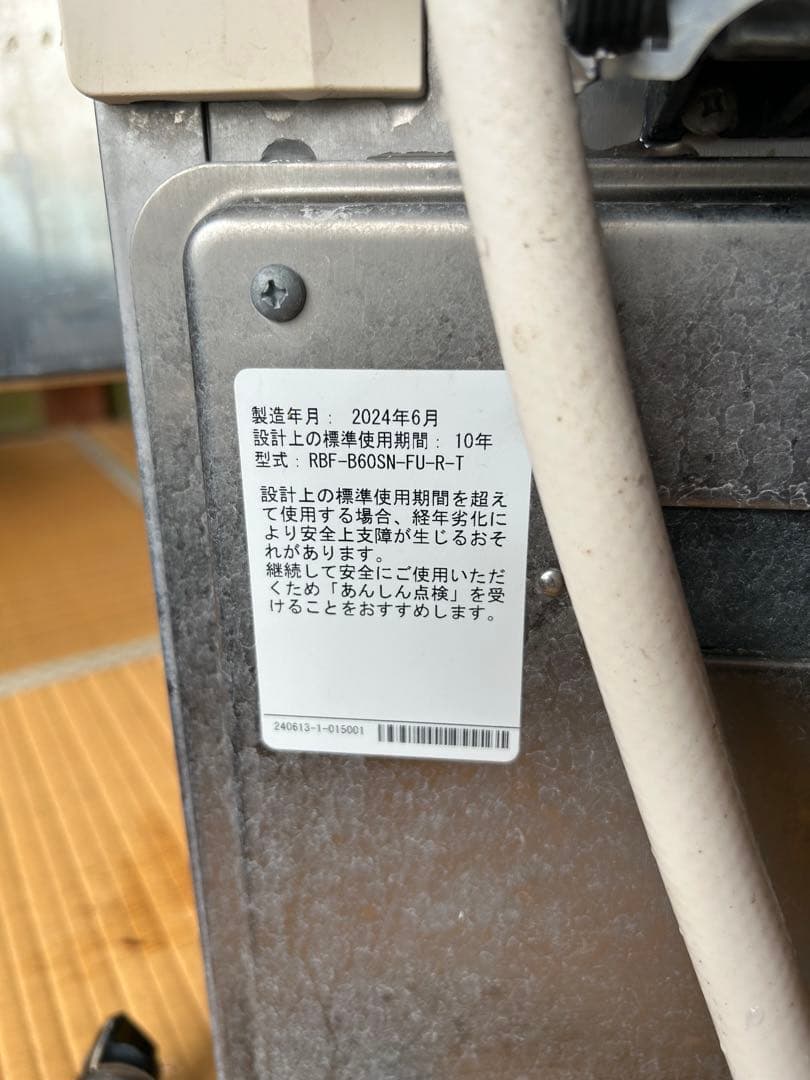 製造年月： 2024年6月
設計上の標準使用期間： 10年
型式：RBF-B60SN-FU-R-T
設計上の標準使用期間を超え
て使用する場合、経年劣化に
より安全上支障が生じるおそ
れがあります。
継続して安全にご使用いただ
くため「あんしん点検」を受
けることをおすすめします。
240613-1-015001